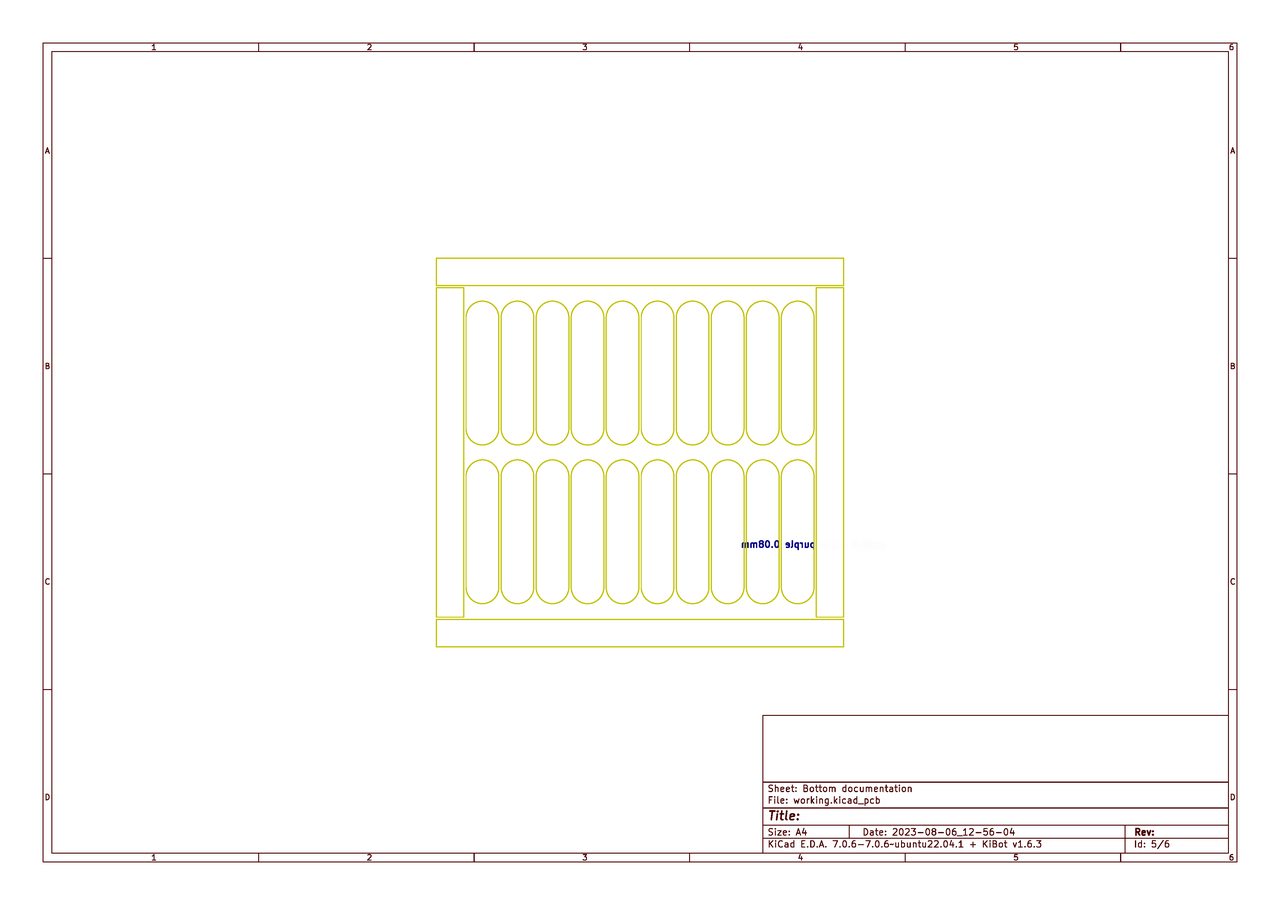 1 2 3 4 5 6
A A
B B
purple 0.08mm
C C
Sheet: Bottom documentation
File: working.kicad_pcb
D D
Title:
Size: A4 Date: 2023-08-06_12-56-04 Rev:
KiCad E.D.A. 7.0.6-7.0.6~ubuntu22.04.1 + KiBot v1.6.3 Id: 5/6
1 2 3 4 5 6